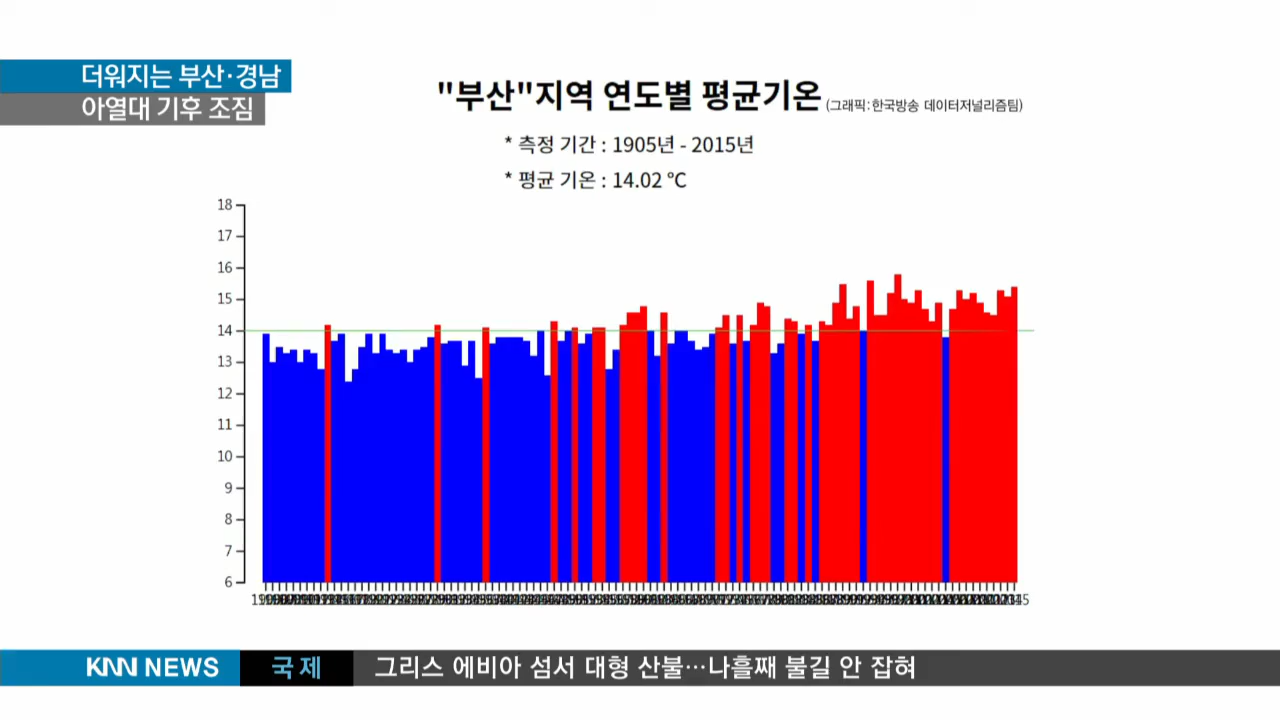 더워지는 부산·경남
아열대 기후 조짐
"부산"지역 연도별 평균기온 (그래픽:한국방송 데이터저널리즘팀)
* 측정 기간 : 1905년 - 2015년
* 평균 기온 : 14.02 ℃
18
17
16
15
14
13
12
11
10
9
8
7
6
KNN NEWS 국제 그리스 에비아 섬서 대형 산불…나흘째 불길 안 잡혀